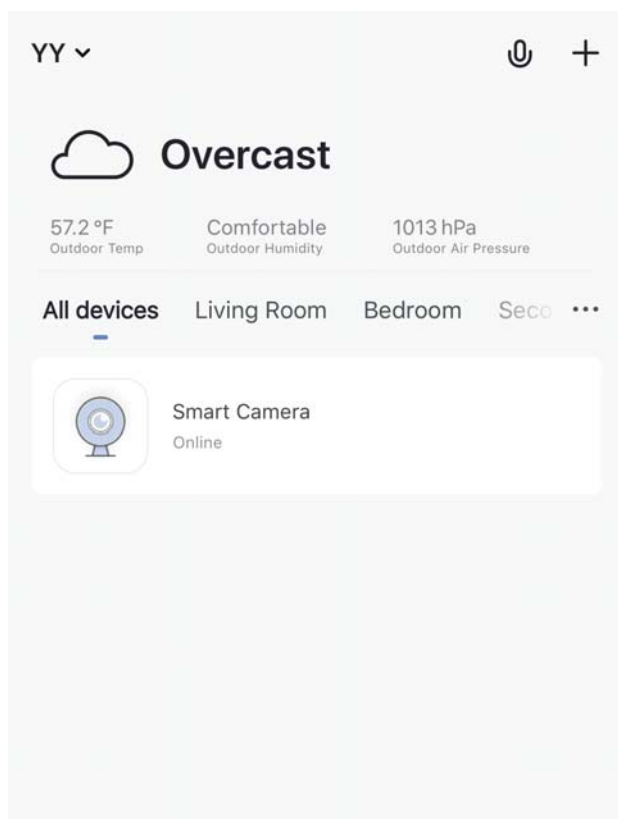 YY
Overcast
57.2 °F Comfortable 1013 hPa
Outdoor Temp Outdoor Humidity Outdoor Air Pressure
All devices Living Room Bedroom Seco ···
Smart Camera
Online